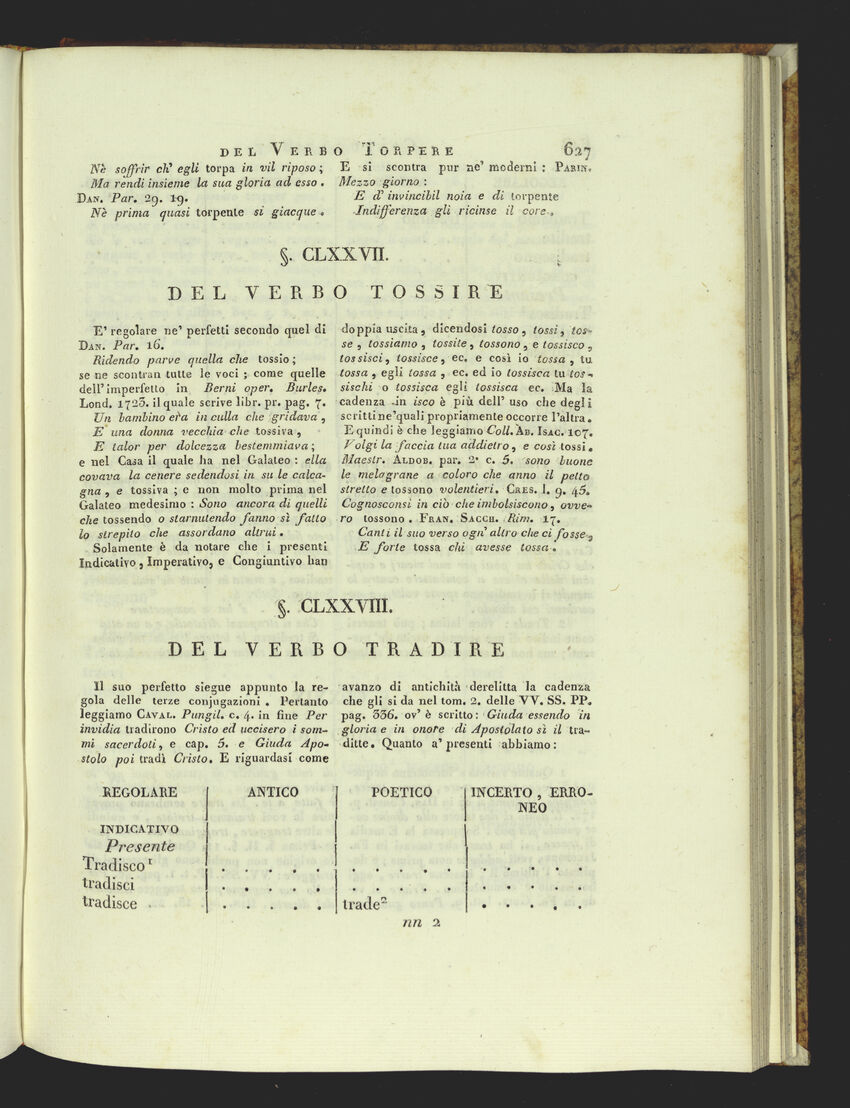 DEL VERBO TORPERE 627
Nè soffrir ch' egli torpa in vil riposo ;
Ma rendi insieme la sua gloria ad esso .
DAN. Par. 29. 19.
Nè prima quasi torpente si giacque .
E si scontra pur ne' moderni : PARIN.
Mezzo giorno :
E d' invincibil noia e di torpente
Indifferenza gli ricinse il core .
§. CLXXVII.
DEL VERBO TOSSIRE
E' regolare ne' perfetti secondo quel di
DAN. Par. 16.
Ridendo parve quella che tossio ;
se ne scontran tutte le voci ; come quelle
dell' imperfetto in Berni oper. Burles.
Lond. 1723. il quale scrive libr. pr. pag. 7.
Un bambino era in culla che gridava ,
E una donna vecchia che tossiva ,
E talor per dolcezza bestemmiava ;
e nel Casa il quale ha nel Galateo : ella
covava la cenere sedendosi in su le calca-
gna , e tossiva ; e non molto prima nel
Galateo medesimo : Sono ancora di quelli
che tossendo o starnutendo fanno sì fatto
lo strepito che assordano altrui .
Solamente è da notare che i presenti
Indicativo , Imperativo, e Congiuntivo han
doppia uscita , dicendosi tosso , tossi , tos-
se , tossiamo , tossite , tossono , e tossisco ,
tossisci , tossisce , ec. e così io tossa , tu
tossa , egli tossa , ec. ed io tossisca tu tos-
sischi o tossisca egli tossisca ec. Ma la
cadenza in isco è più dell' uso che degli
scritti ne'quali propriamente occorre l'altra.
E quindi è che leggiamo Coll. AB. ISAC. 107.
Volgi la faccia tua addietro , e così tossi .
Maestr. ALDOB. par. 2. c. 5. sono buone
le melagrane a coloro che anno il petto
stretto e tossono volentieri. CRES. l. 9. 45.
Cognosconsi in ciò che imbolsiscono , ovve-
ro tossono . FRAN. SACCH. Rim. 17.
Canti il suo verso ogn' altro che ci fosse ,
E forte tossa chi avesse tossa .
§. CLXXVIII.
DEL VERBO TRADIRE
Il suo perfetto siegue appunto la re-
gola delle terze conjugazioni . Pertanto
leggiamo CAVAL. Pungil. c. 4. in fine Per
invidia tradirono Cristo ed uccisero i som-
mi sacerdoti, e cap. 5. e Giuda Apo-
stolo poi tradì Cristo. E riguardasi come
avanzo di antichità derelitta la cadenza
che gli si da nel tom. 2. delle VV. SS. PP.
pag. 336. ov' è scritto : Giuda essendo in
gloria e in onore di Apostolato sì il tra-
ditte. Quanto a' presenti abbiamo :
REGOLARE ANTICO POETICO INCERTO , ERRO-
NEO
INDICATIVO
Presente
Tradisco¹ . . . . . . . . . . . . . . .
tradisci . . . . . . . . . . . . . . .
tradisce . . . . . trade² . . . . .
nn 2